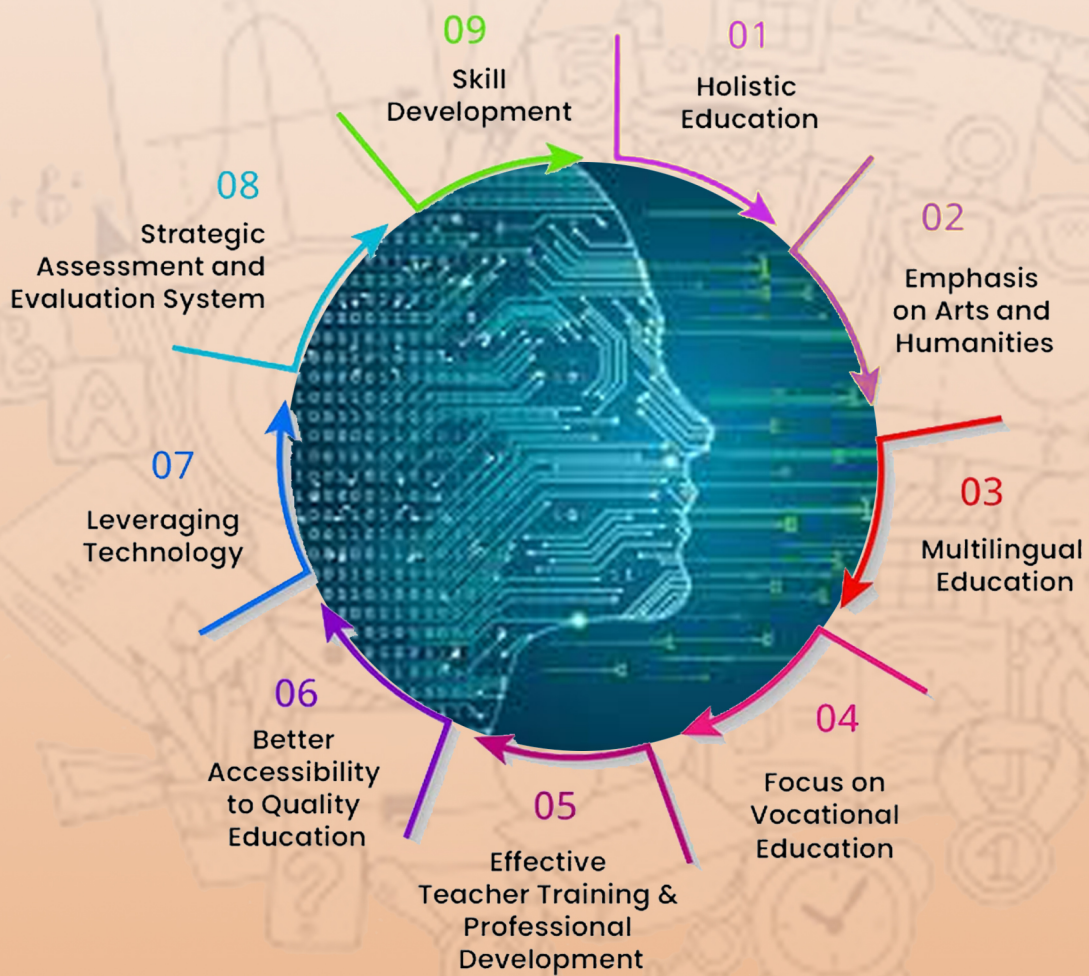 01
Holistic
Education
02
Emphasis
on Arts and
Humanities
03
Multilingual
Education
04
Focus on
Vocational
Education
05
Effective
Teacher Training &
Professional
Development
06
Better
Accessibility
to Quality
Education
07
Leveraging
Technology
08
Strategic
Assessment and
Evaluation System
09
Skill
Development